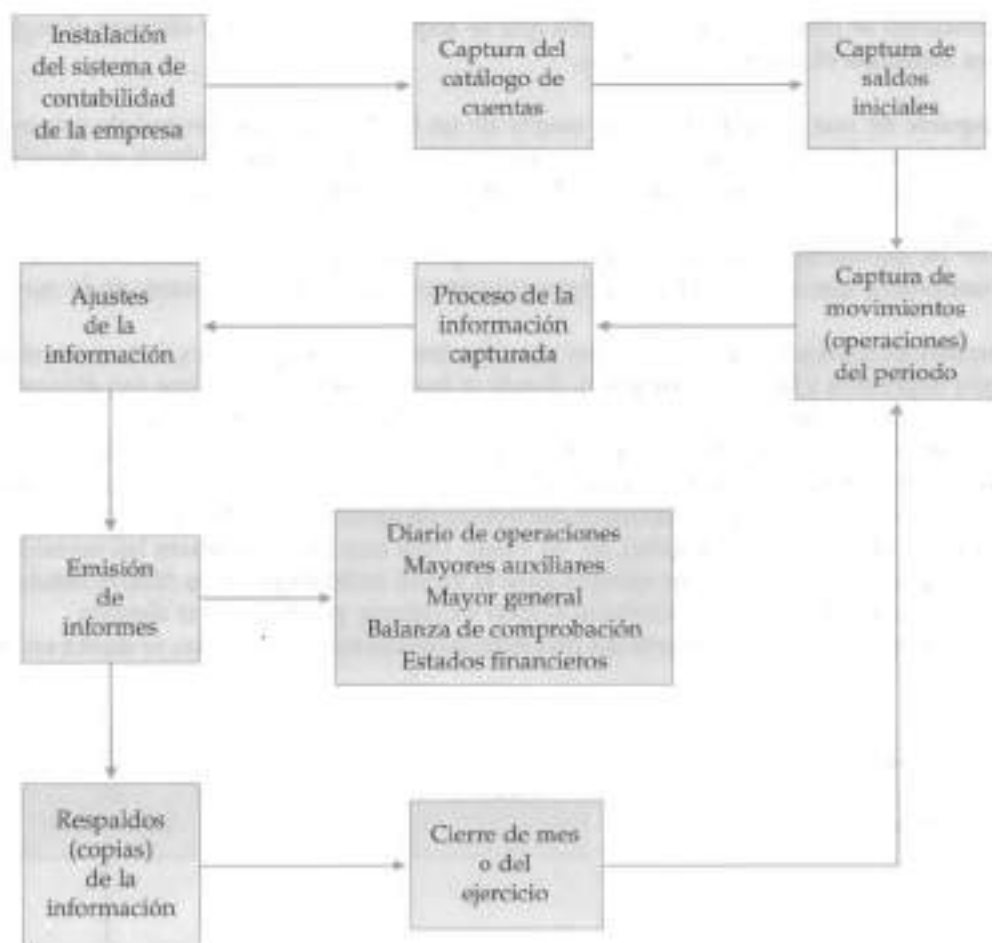 Instalación
del sistema de
contabilidad
de la empresa
Captura del
catálogo de
cuentas
Captura de
saldos
iniciales
Captura de
movimientos
(operaciones)
del periodo
Proceso de la
información
capturada
Ajustes
de la
información
Emisión
de
informes
Diario de operaciones
Mayores auxiliares
Mayor general
Balanza de comprobación
Estados financieros
Respaldos
(copias)
de la
información
Cierre de mes
o del
ejercicio